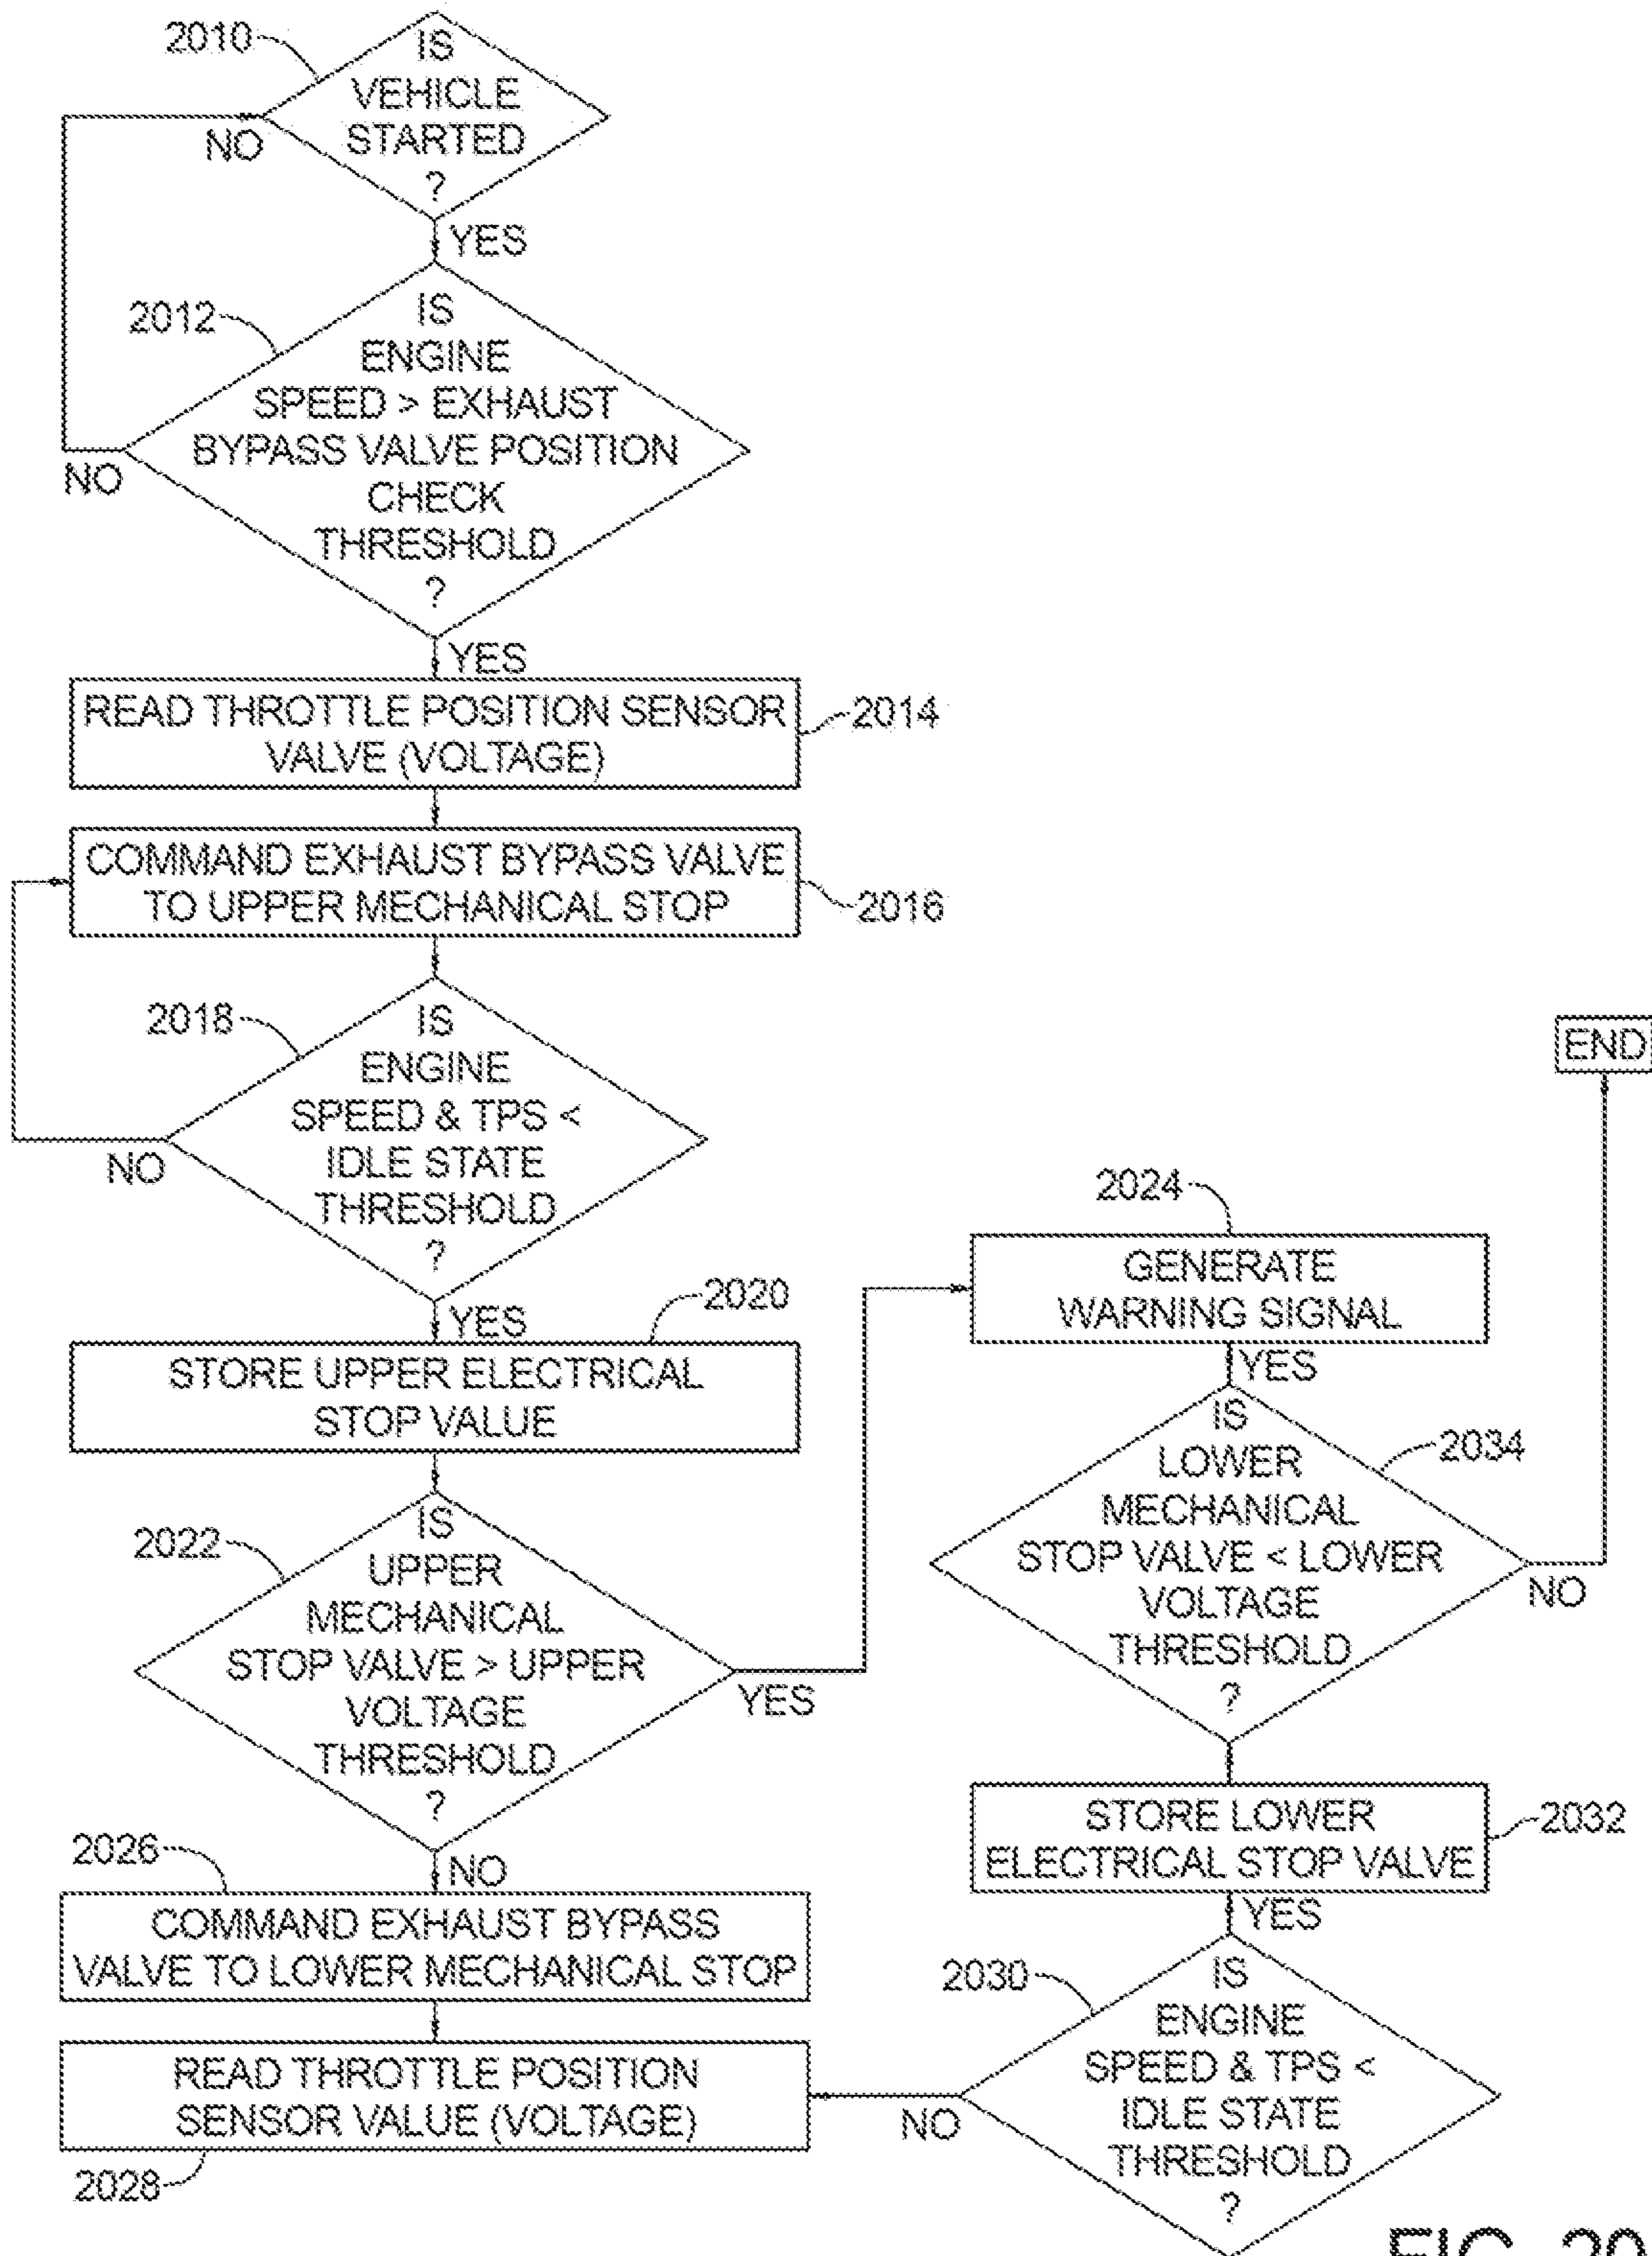 2010
IS
VEHICLE
STARTED
?
NO
YES
2012
IS
ENGINE
SPEED > EXHAUST
BYPASS VALVE POSITION
CHECK
THRESHOLD
?
NO
YES
READ THROTTLE POSITION SENSOR
VALVE (VOLTAGE)
2014
COMMAND EXHAUST BYPASS VALVE
TO UPPER MECHANICAL STOP
2016
2018
IS
ENGINE
SPEED & TPS <
IDLE STATE
THRESHOLD
?
NO
YES
2020
STORE UPPER ELECTRICAL
STOP VALUE
2022
IS
UPPER
MECHANICAL
STOP VALVE > UPPER
VOLTAGE
THRESHOLD
?
YES
NO
2026
COMMAND EXHAUST BYPASS
VALVE TO LOWER MECHANICAL STOP
READ THROTTLE POSITION
SENSOR VALUE (VOLTAGE)
2028
END
2024
GENERATE
WARNING SIGNAL
YES
IS
LOWER
MECHANICAL
STOP VALVE < LOWER
VOLTAGE
THRESHOLD
?
2034
NO
STORE LOWER
ELECTRICAL STOP VALVE
2032
YES
2030
IS
ENGINE
SPEED & TPS <
IDLE STATE
THRESHOLD
?
NO
FIG. 20